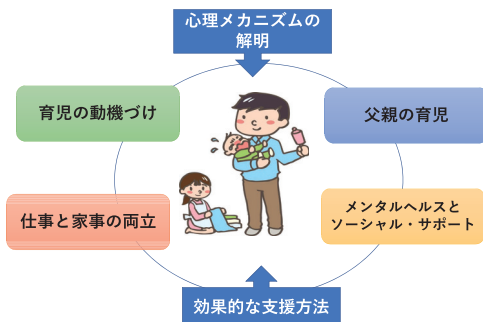 心理メカニズムの
解明
育児の動機づけ
父親の育児
仕事と家事の両立
メンタルヘルスと
ソーシャル・サポート
効果的な支援方法